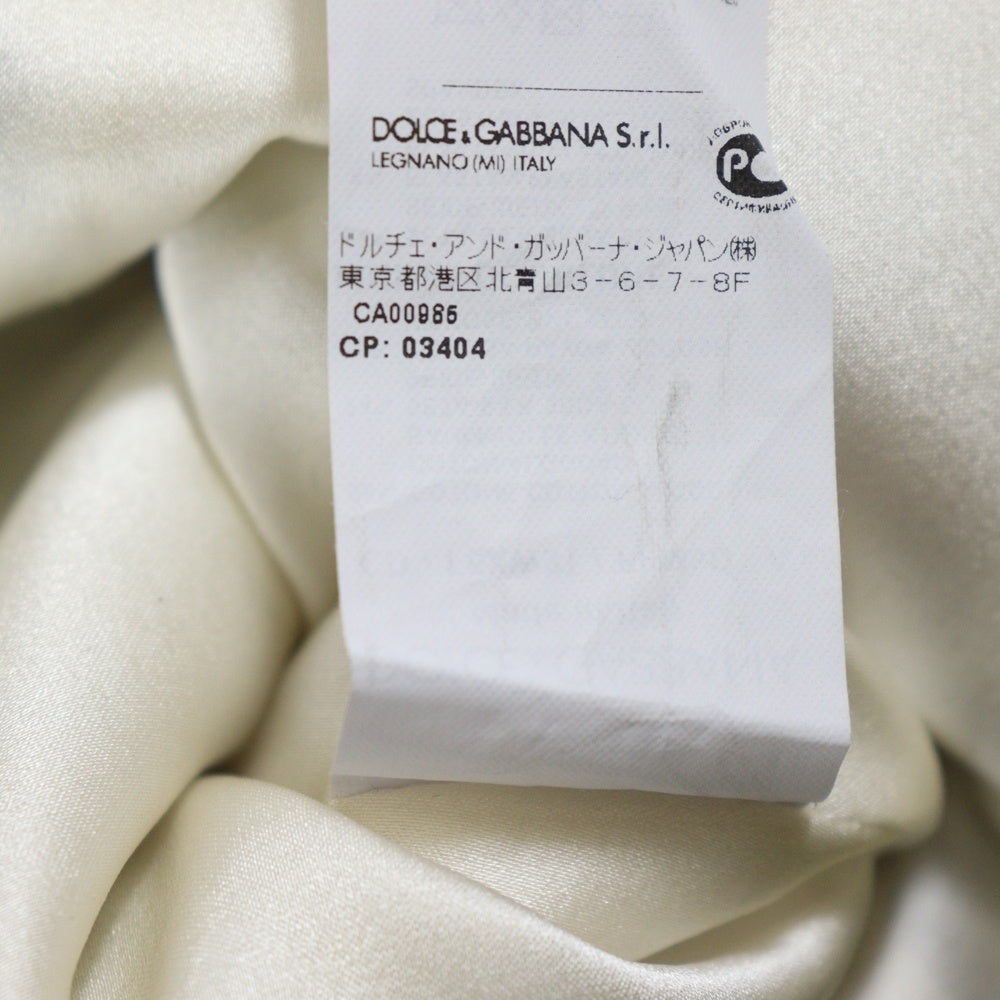 DOLCE & GABBANA S.r.l.
LEGNANO (MI) ITALY
PC
ドルチェ・アンド・ガッバーナ・ジャパン(株)
東京都港区北青山3-6-7-8F
CA00985
CP: 03404